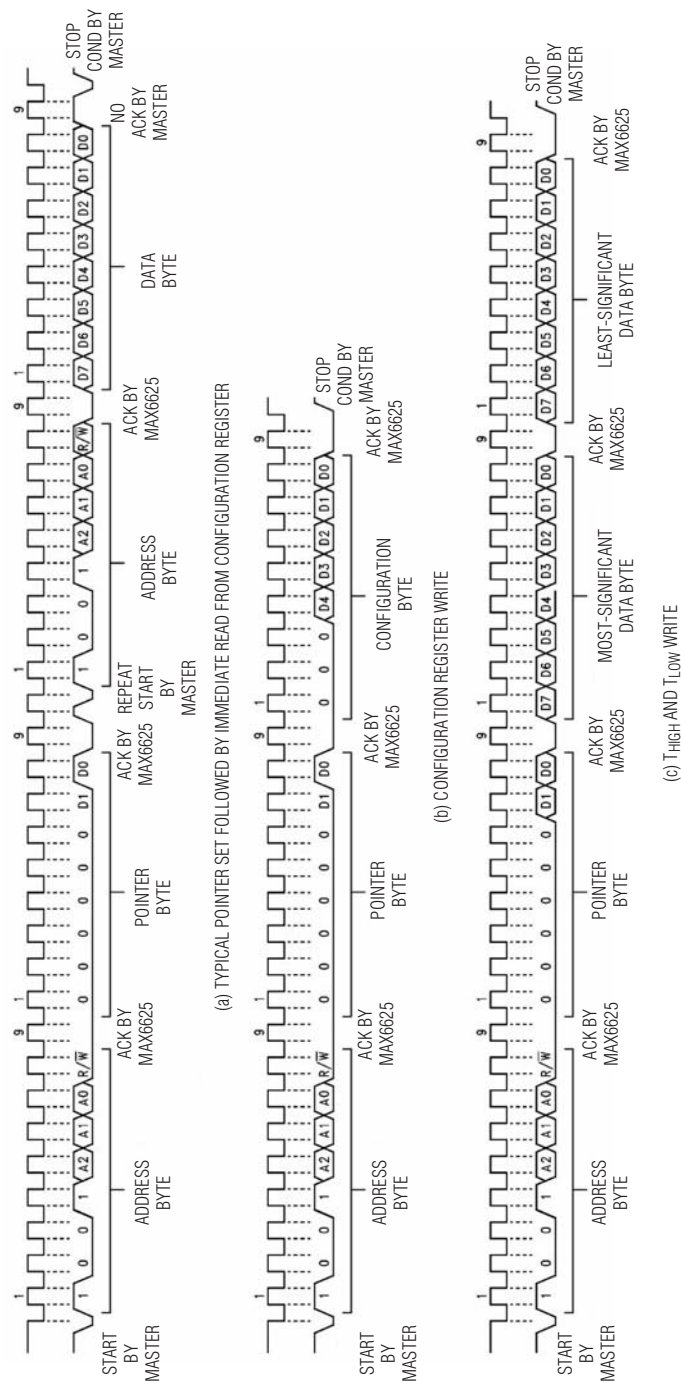 1 9 1 9 1 9 1 9
1 0 0 1 A2 A1 A0 R/W̅ 0 0 0 0 0 0 D1 D0 1 0 0 1 A2 A1 A0 R/W̅ D7 D6 D5 D4 D3 D2 D1 D0
START
BY
MASTER
ADDRESS
BYTE
ACK BY
MAX6625
POINTER
BYTE
ACK BY
MAX6625
REPEAT
START
BY
MASTER
ADDRESS
BYTE
ACK BY
MAX6625
DATA
BYTE
NO
ACK BY
MASTER
STOP
COND BY
MASTER
(a) TYPICAL POINTER SET FOLLOWED BY IMMEDIATE READ FROM CONFIGURATION REGISTER
1 9 1 9 1 9
1 0 0 1 A2 A1 A0 R/W̅ 0 0 0 0 0 0 D1 D0 0 0 0 D4 D3 D2 D1 D0
START
BY
MASTER
ADDRESS
BYTE
ACK BY
MAX6625
POINTER
BYTE
ACK BY
MAX6625
CONFIGURATION
BYTE
ACK BY
MAX6625
STOP
COND BY
MASTER
(b) CONFIGURATION REGISTER WRITE
1 9 1 9 1 9 1 9
1 0 0 1 A2 A1 A0 R/W̅ 0 0 0 0 0 0 D1 D0 D7 D6 D5 D4 D3 D2 D1 D0 D7 D6 D5 D4 D3 D2 D1 D0
START
BY
MASTER
ADDRESS
BYTE
ACK BY
MAX6625
POINTER
BYTE
ACK BY
MAX6625
MOST-SIGNIFICANT
DATA BYTE
ACK BY
MAX6625
LEAST-SIGNIFICANT
DATA BYTE
ACK BY
MAX6625
STOP
COND BY
MASTER
(c) THIGH AND TLOW WRITE